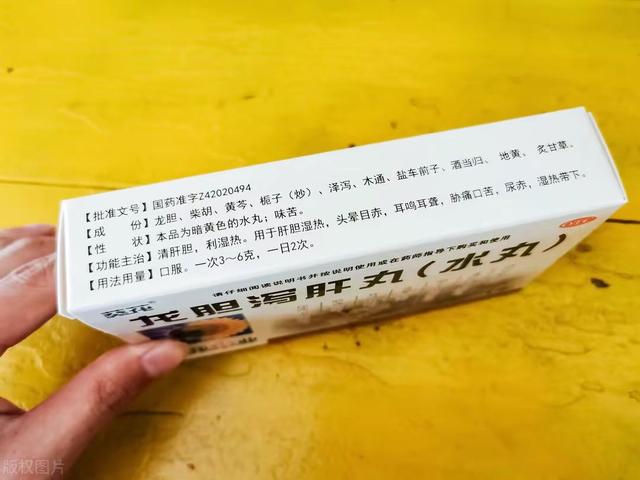 【批准文号】国药准字Z42020494
【成　　份】龙胆、柴胡、黄芩、栀子（炒）、泽泻、木通、盐车前子、酒当归、地黄、炙甘草。
【性　　状】本品为暗黄色的水丸；味苦。
【功能主治】清肝胆，利湿热。用于肝胆湿热，头晕目赤，耳鸣耳聋，胁痛口苦，尿赤，湿热带下。
【用法用量】口服。一次3～6克，一日2次。
请仔细阅读说明书并按说明使用或在药师指导下购买和使用
葵花
龙胆泻肝丸（水丸）
OTC
版权图片